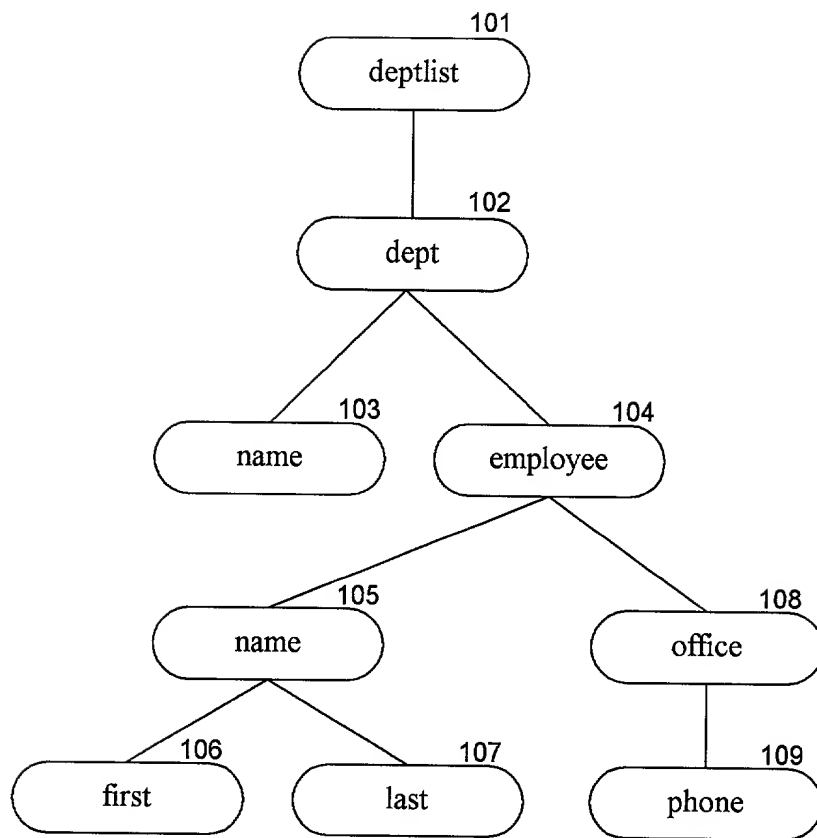 101
deptlist
102
dept
103
name
104
employee
105
name
108
office
106
first
107
last
109
phone